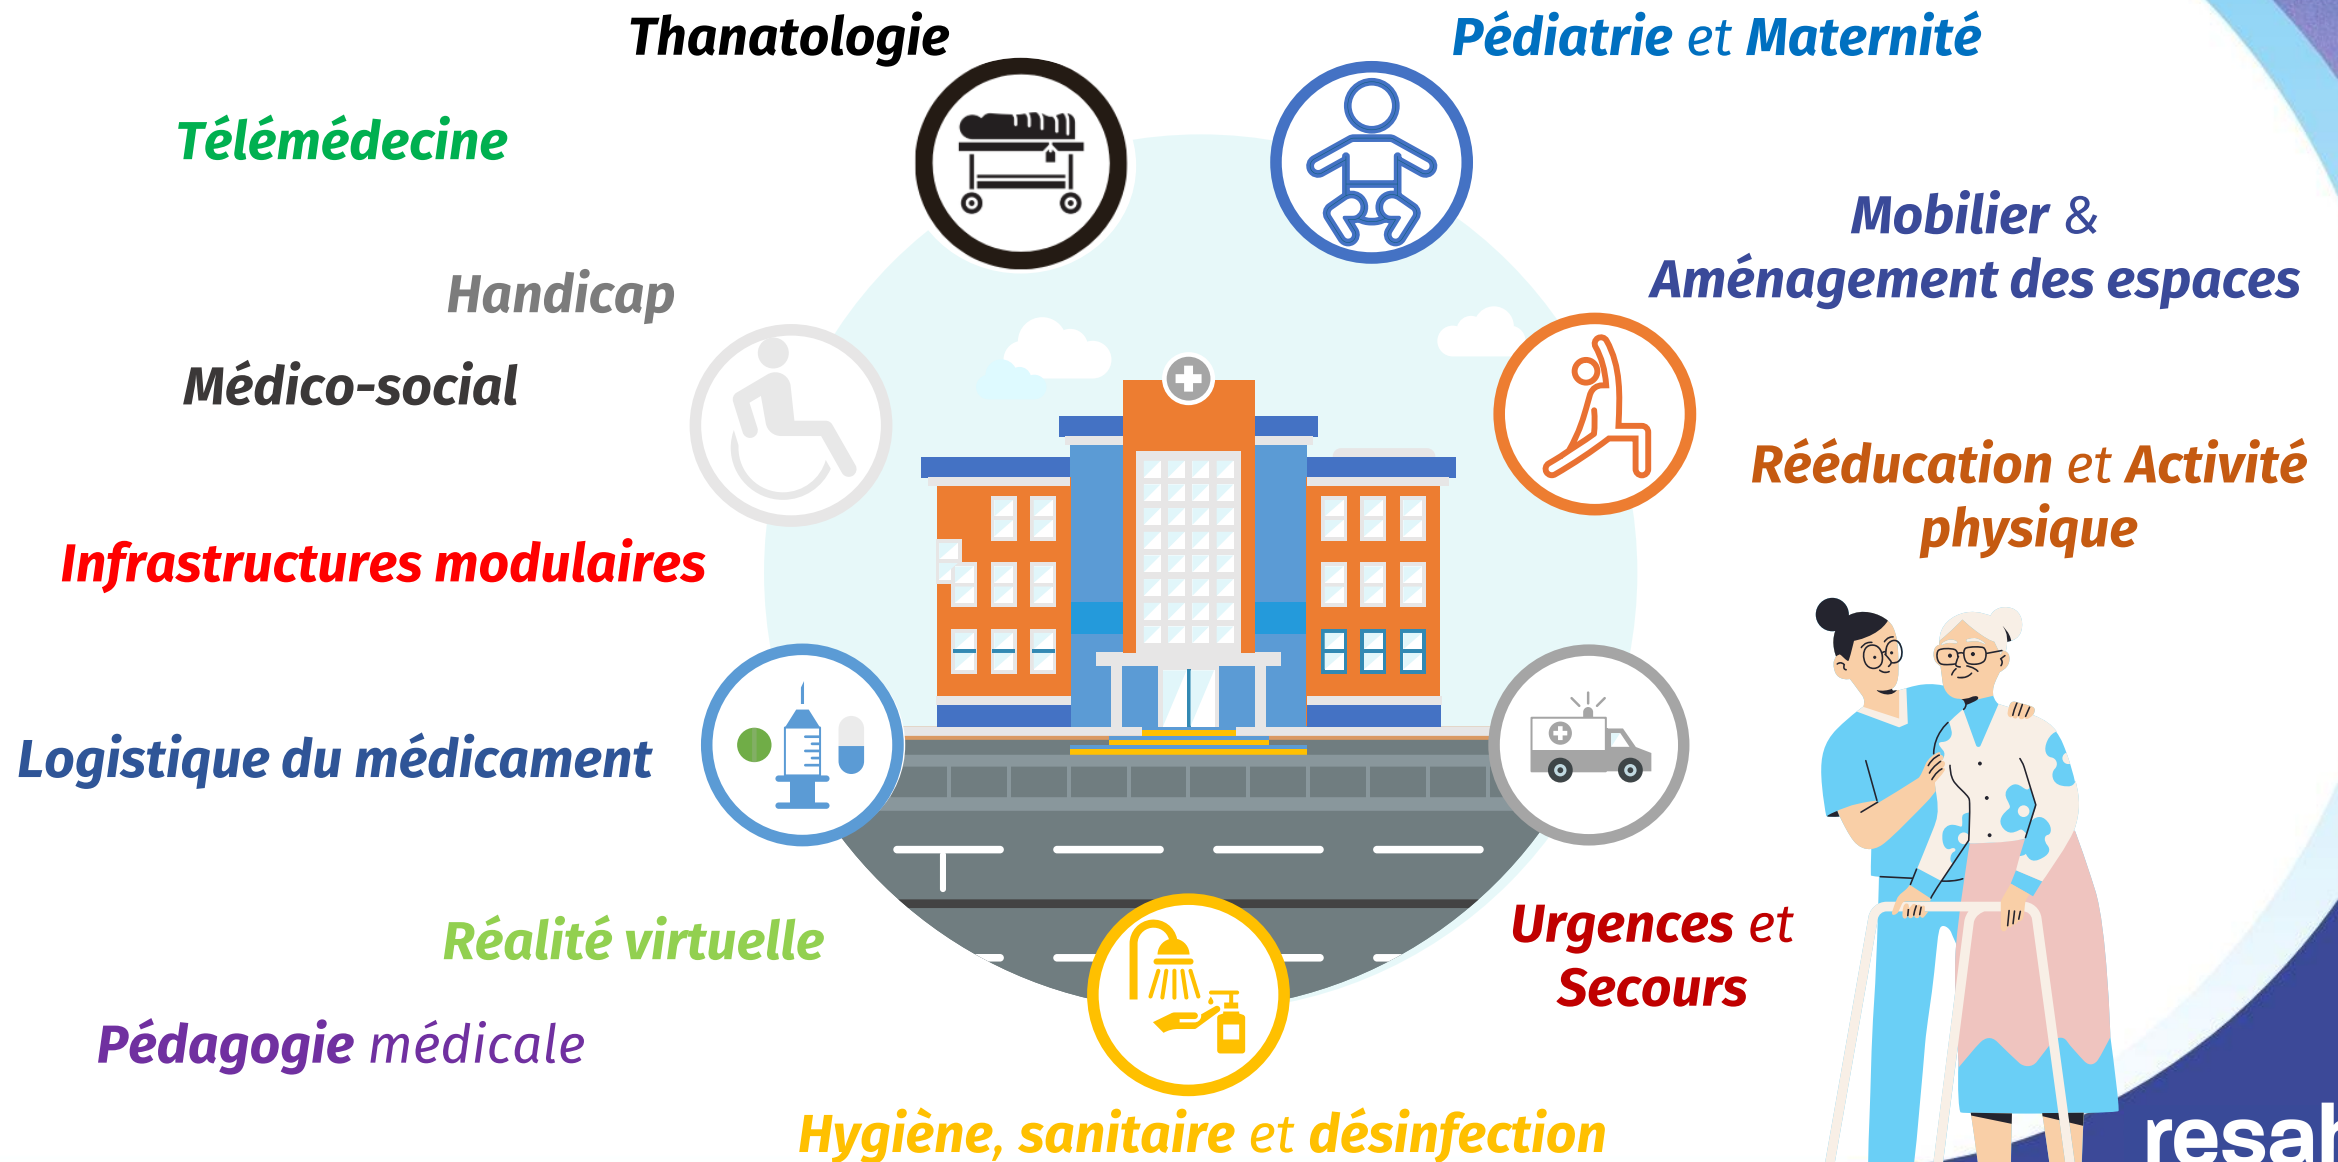 Thanatologie
Pédiatrie et Maternité
Télémédecine
Mobilier &
Aménagement des espaces
Handicap
Médico-social
Rééducation et Activité
physique
Infrastructures modulaires
Logistique du médicament
Urgences et
Secours
Réalité virtuelle
Pédagogie médicale
Hygiène, sanitaire et désinfection
resah